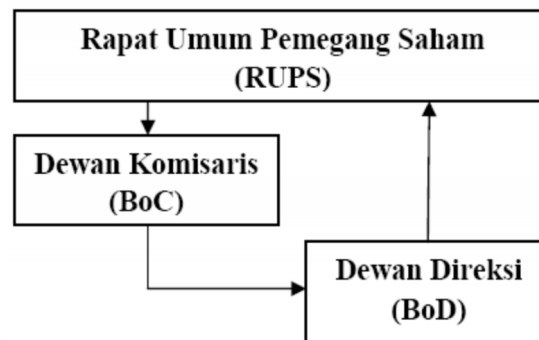 Rapat Umum Pemegang Saham
(RUPS)
Dewan Komisaris
(BoC)
Dewan Direksi
(BoD)